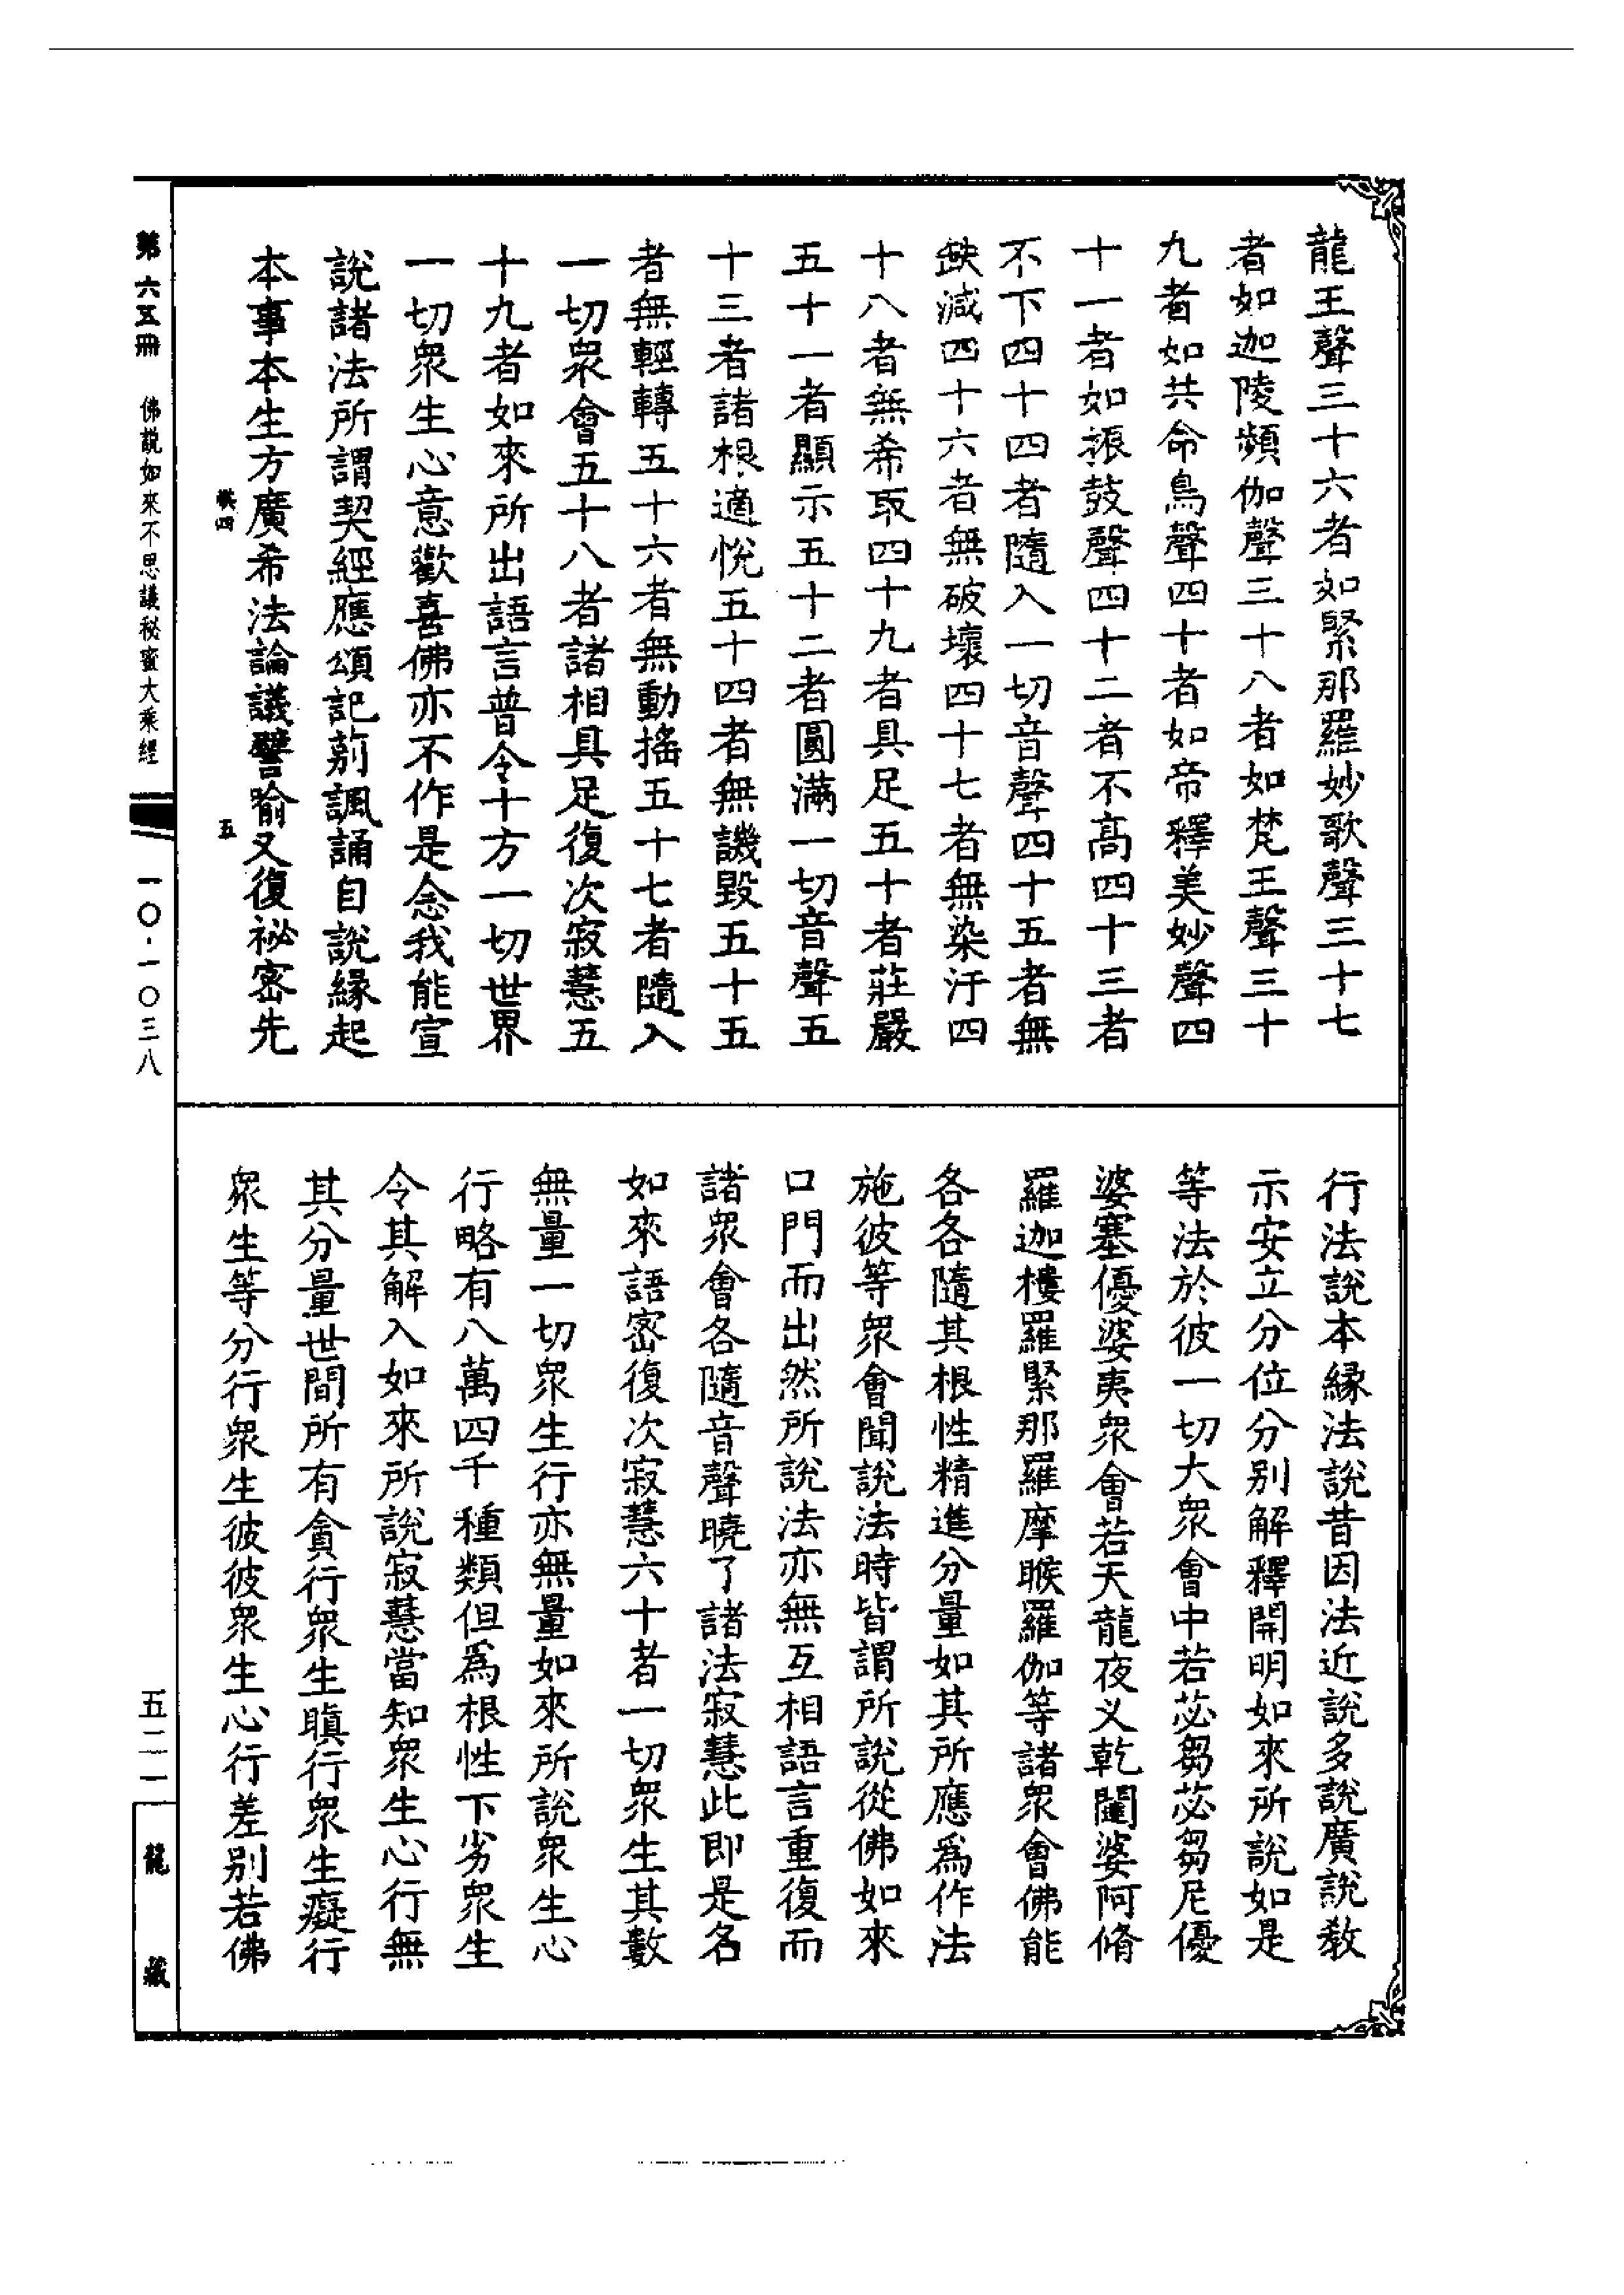 龍王聲三十六者如緊那羅妙歌聲三十七
者如迦陵頻伽聲三十八者如梵王聲三十
九者如共命鳥聲四十者如帝釋美妙聲四
十一者如振鼓聲四十二者不高四十三者
不下四十四者隨入一切音聲四十五者無
缺減四十六者無破壞四十七者無染汙四
十八者無希取四十九者具足五十者莊嚴
五十一者顯示五十二者圓滿一切音聲五
十三者諸根適悅五十四者無譏毀五十五
者無輕轉五十六者無動搖五十七者隨入
一切眾會五十八者諸相具足復次寂慧五
十九者如來所出語言普令十方一切世界
一切眾生心意歡喜佛亦不作是念我能宣
說諸法所謂契經應頌記莂諷誦自說緣起
本事本生方廣希法論議譬喻又復祕密先
行法說本緣法說昔因法近說多說廣說教
示安立分位分別解釋開明如來所說如是
等法於彼一切大眾會中若苾芻苾芻尼優
婆塞優婆夷眾會若天龍夜叉乾闥婆阿脩
羅迦樓羅緊那羅摩睺羅伽等諸眾會佛能
各各隨其根性精進分量如其所應為作法
施彼等眾會聞說法時皆謂所說從佛如來
口門而出然所說法亦無互相語言重復而
諸眾會各隨音聲曉了諸法寂慧此即是名
如來語密復次寂慧六十者一切眾生其數
無量一切眾生行亦無量如來所說眾生心
行略有八萬四千種類但為根性下劣眾生
令其解入如來所說寂慧當知眾生心行無
其分量世間所有貪行眾生瞋行眾生癡行
眾生等分行眾生彼彼眾生心行差別若佛
第六五冊 佛說如來不思議秘密大乘經 一〇·一〇三八
五二一
龍藏
四
五